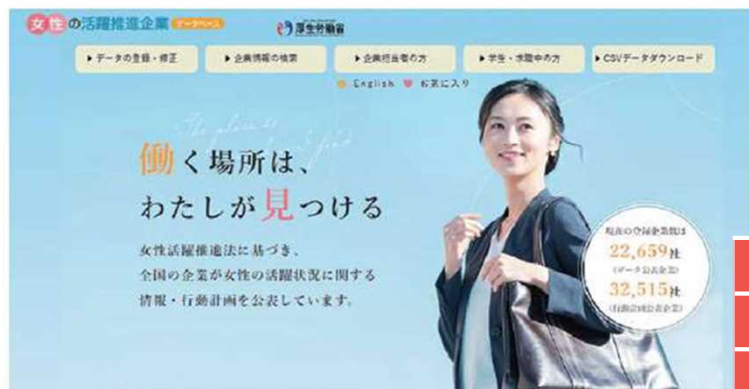 女性の活躍推進企業 データベース
厚生労働省
▶データの登録・修正
▶企業情報の検索
▶企業担当者の方
▶学生・求職中の方
▶CSVデータダウンロード
English お気に入り
働く場所は、
わたしが見つける
女性活躍推進法に基づき、
全国の企業が女性の活躍状況に関する
情報・行動計画を公表しています。
現在の登録企業数は
22,659社
(データ公表企業)
32,515社
(行動計画公表企業)